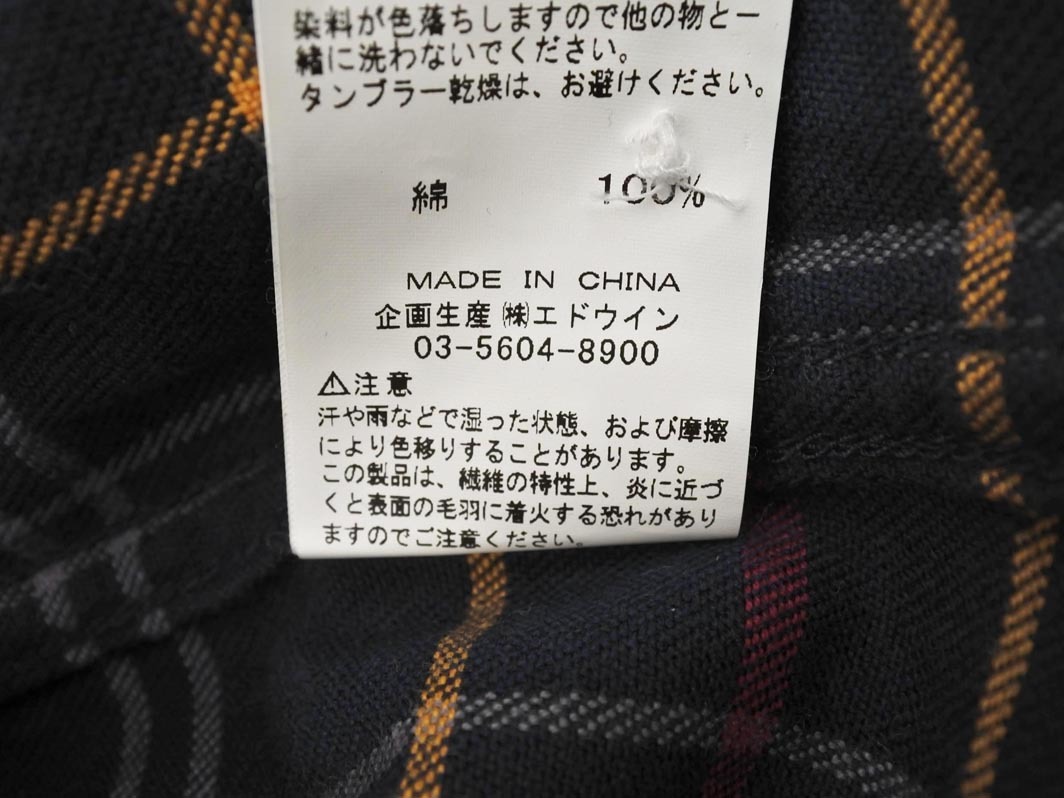 染料が色落ちしますので他の物と一
緒に洗わないでください。
タンブラー乾燥は、お避けください。
綿 100%
MADE IN CHINA
企画生産 ㈱エドウイン
03-5604-8900
⚠注意
汗や雨などで湿った状態、および摩擦
により色移りすることがあります。
この製品は、繊維の特性上、炎に近づ
くと表面の毛羽に着火する恐れがあり
ますのでご注意ください。